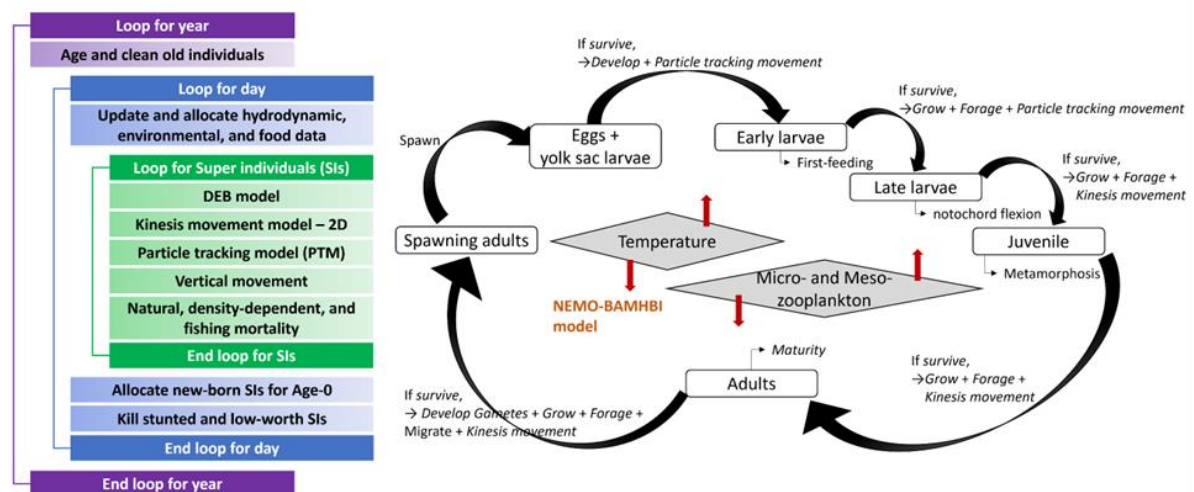 Loop for year
Age and clean old individuals
Loop for day
Update and allocate hydrodynamic,
environmental, and food data
Loop for Super individuals (SIs)
DEB model
Kinesis movement model – 2D
Particle tracking model (PTM)
Vertical movement
Natural, density-dependent, and
fishing mortality
End loop for SIs
Allocate new-born SIs for Age-0
Kill stunted and low-worth SIs
End loop for day
End loop for year
If survive,
→Develop + Particle tracking movement
If survive,
→Grow + Forage + Particle tracking movement
Spawn
Eggs +
yolk sac larvae
Early larvae
First-feeding
If survive,
→Grow + Forage +
Kinesis movement
Late larvae
notochord flexion
Spawning adults
Temperature
Juvenile
Metamorphosis
Micro- and Meso-
zooplankton
NEMO-BAMHBI
model
Maturity
Adults
If survive,
→Grow + Forage +
Kinesis movement
If survive,
→ Develop Gametes + Grow + Forage +
Migrate + Kinesis movement